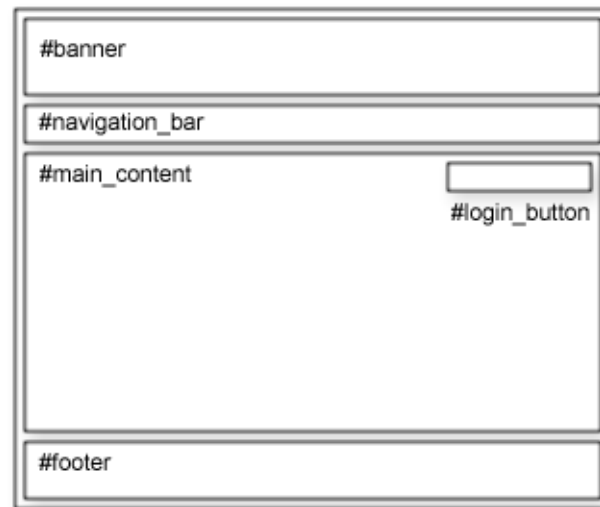 #banner
#navigation_bar
#main_content
#login_button
#footer